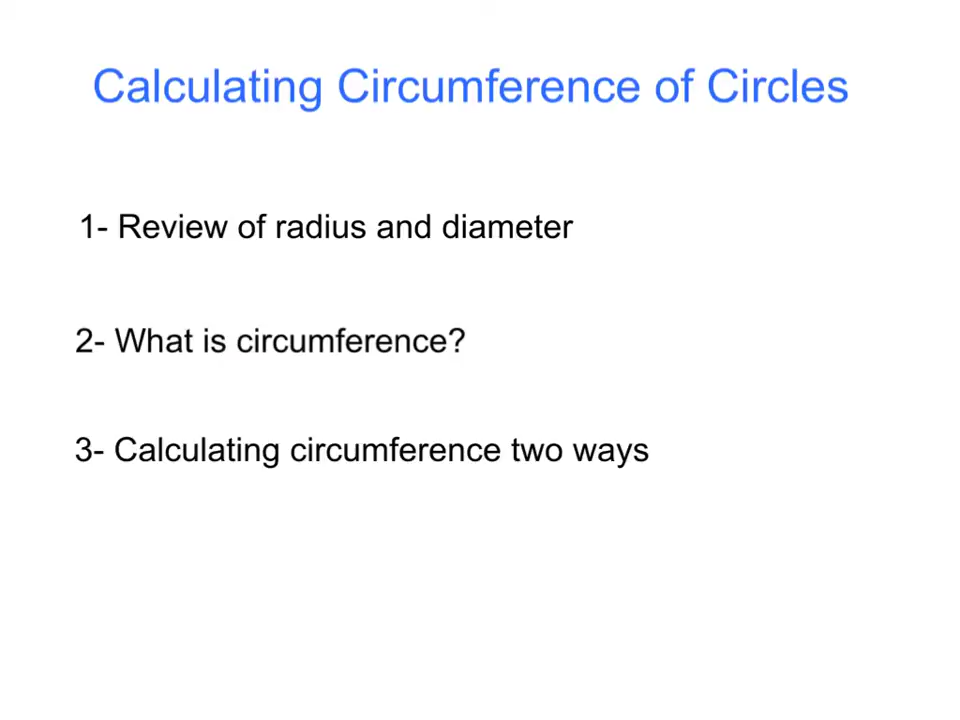 Calculating Circumference of Circles
1- Review of radius and diameter
2- What is circumference?
3- Calculating circumference two ways